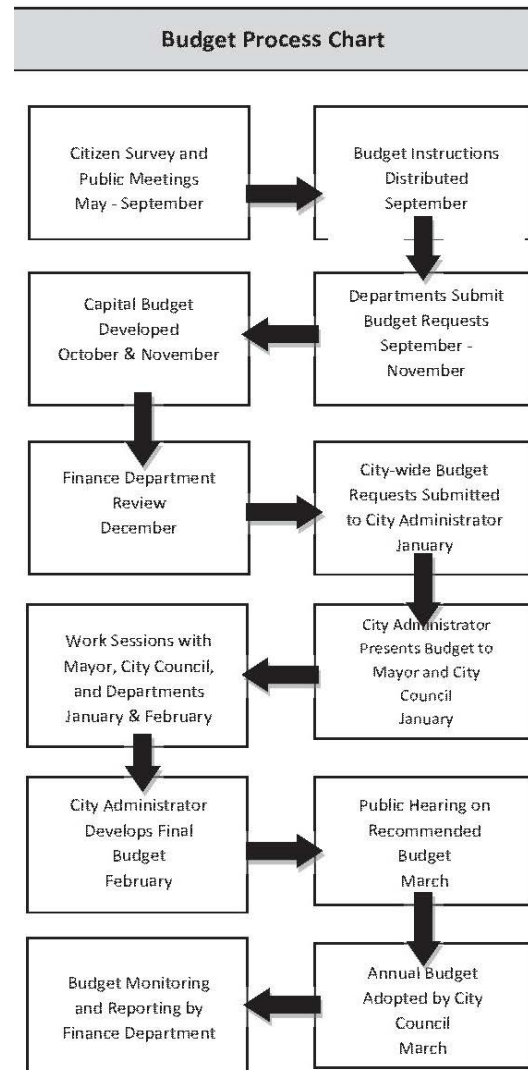 Budget Process Chart
Citizen Survey and
Public Meetings
May - September
Budget Instructions
Distributed
September
Departments Submit
Budget Requests
September -
November
Capital Budget
Developed
October & November
Finance Department
Review
December
City-wide Budget
Requests Submitted
to City Administrator
January
City Administrator
Presents Budget to
Mayor and City
Council
January
Work Sessions with
Mayor, City Council,
and Departments
January & February
City Administrator
Develops Final
Budget
February
Public Hearing on
Recommended
Budget
March
Annual Budget
Adopted by City
Council
March
Budget Monitoring
and Reporting by
Finance Department